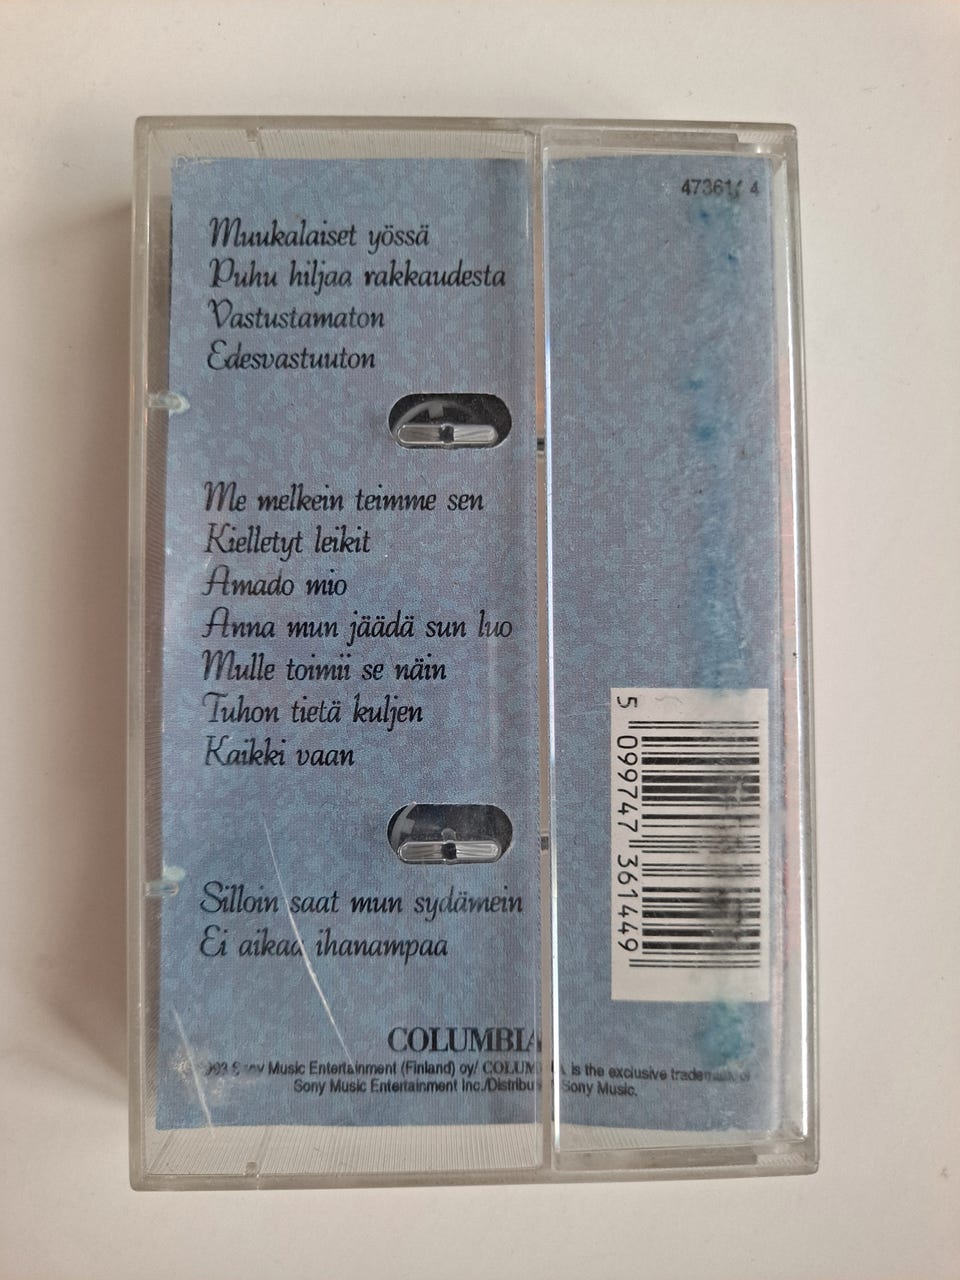 Muukalaiset yössä
Puhu hiljaa rakkaudesta
Vastustamaton
Edesvastuuton
Me melkein teimme sen
Kielletyt leikit
Amado mio
Anna mun jäädä sun luo
Mulle toimii se näin
Tuhon tietä kuljen
Kaikki vaan
Silloin saat mun sydämein
Ei aikaa ihanampaa
COLUMBIA
Sony Music Entertainment (Finland) oy/ COLUMBIA is the exclusive trademark of
Sony Music Entertainment Inc./Distribu Sony Music.
5 099747 361449